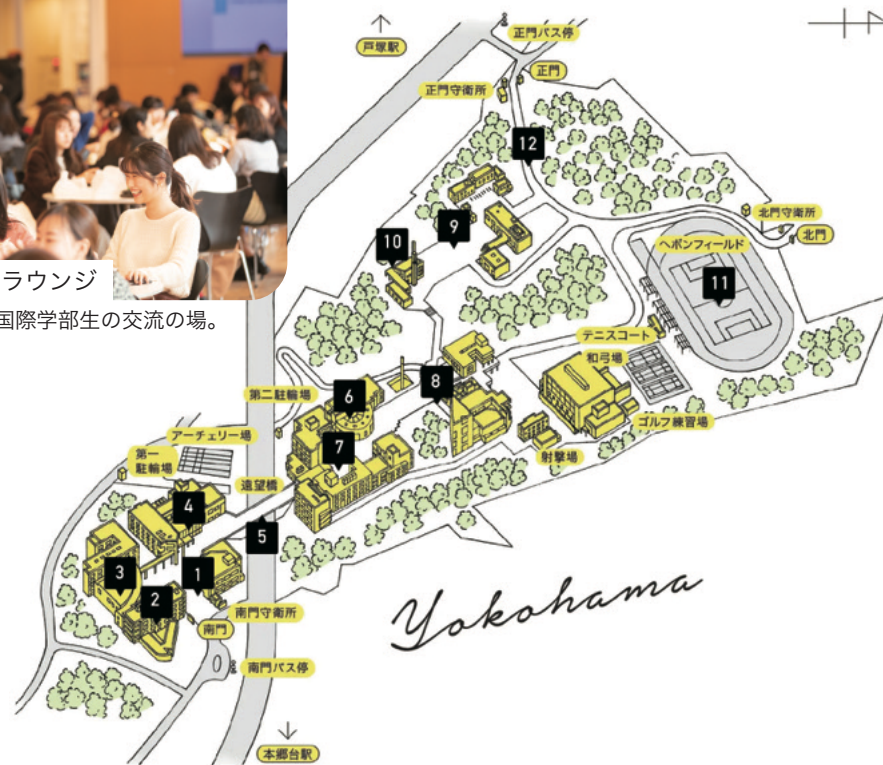 ラウンジ
国際学部生の交流の場。
戸塚駅
正門バス停
正門
正門守衛所
12
9
10
北門守衛所
北門
ヘボンフィールド
11
テニスコート
和弓場
8
第二駐輪場
6
ゴルフ練習場
アーチェリー場
7
射撃場
第一
駐輪場
遠望橋
4
5
3
1
2
南門守衛所
南門
南門バス停
本郷台駅
Yokohama